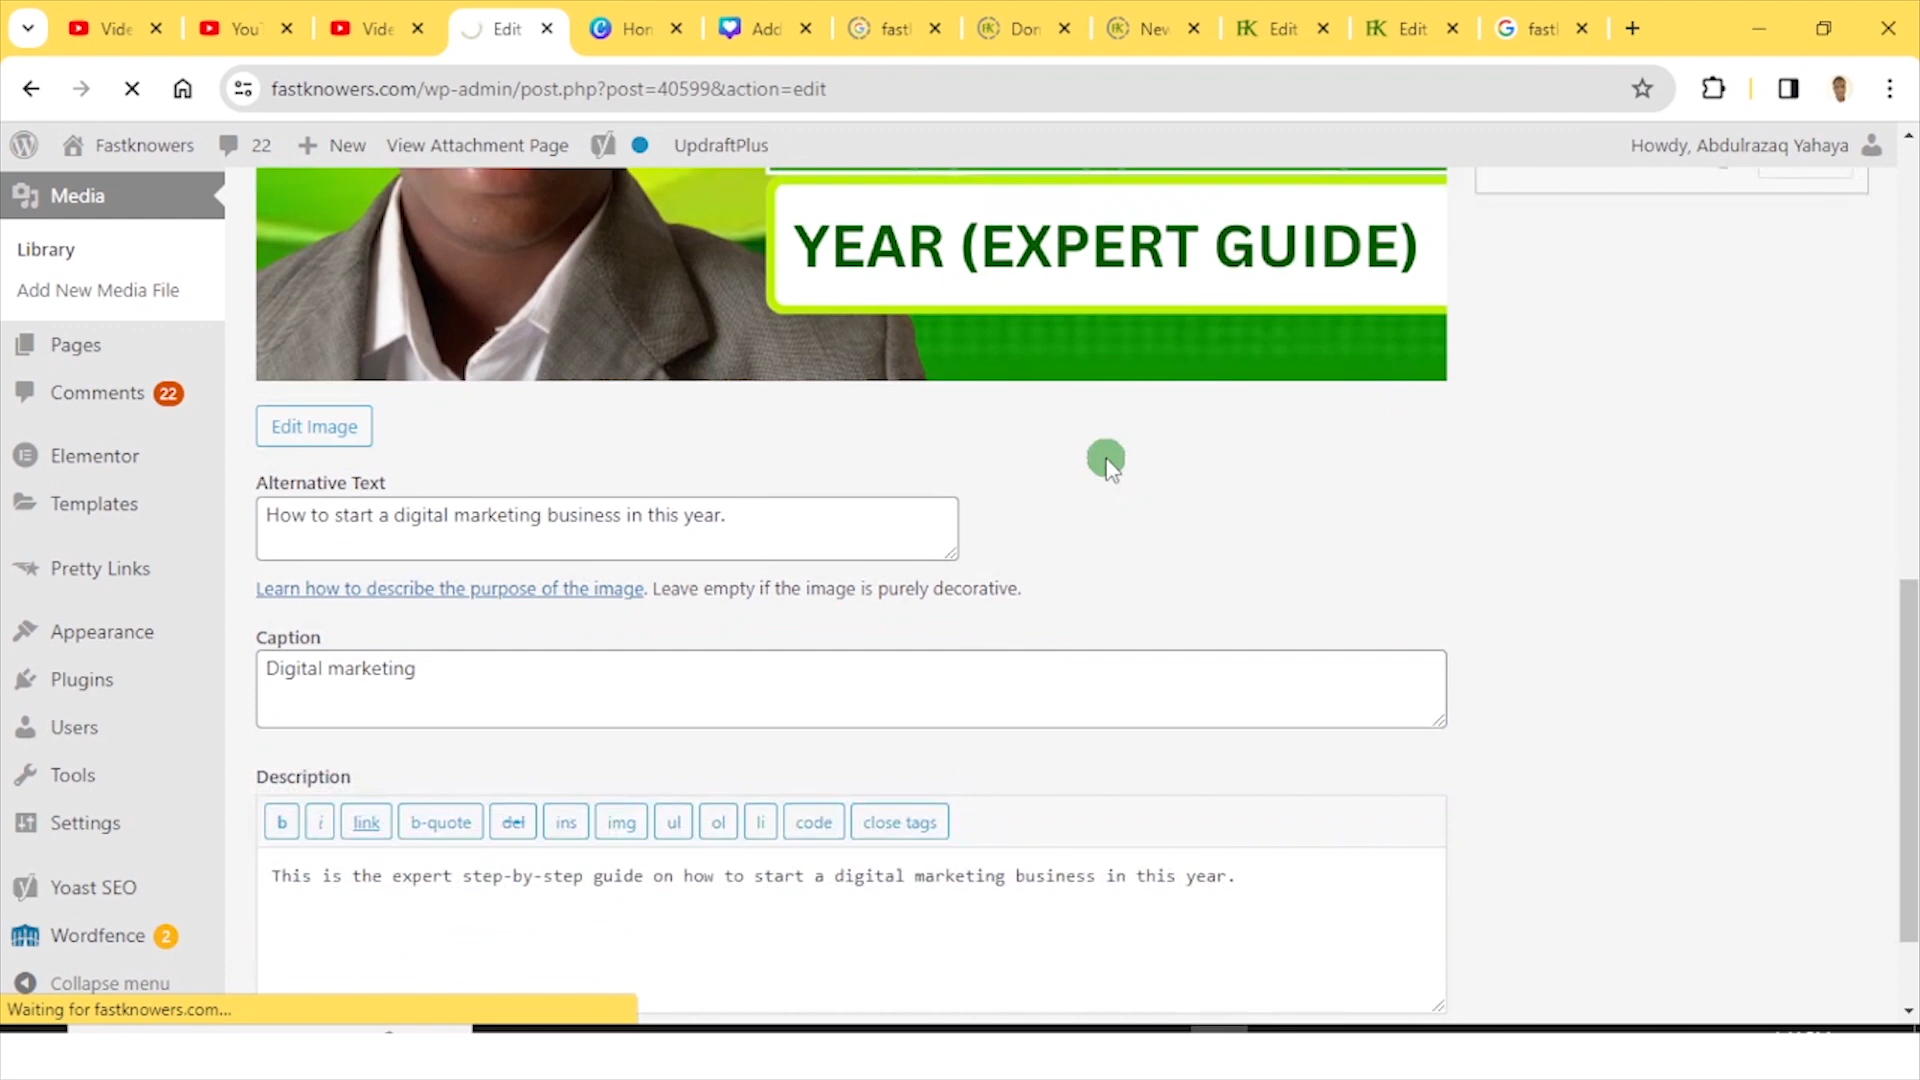 Vide
You
Vide
Edit
Hon
Add
fastl
Dor
New
Edit
Edit
fastl
fastknowers.com/wp-admin/post.php?post=40599&action=edit
Fastknowers
22
New
View Attachment Page
UpdraftPlus
Howdy, Abdulrazaq Yahaya
Media
Library
Add New Media File
Pages
Comments 22
Elementor
Templates
Pretty Links
Appearance
Plugins
Users
Tools
Settings
Yoast SEO
Wordfence 2
Collapse menu
YEAR (EXPERT GUIDE)
Edit Image
Alternative Text
How to start a digital marketing business in this year.
Learn how to describe the purpose of the image. Leave empty if the image is purely decorative.
Caption
Digital marketing
Description
b i link b-quote del ins img ul ol li code close tags
This is the expert step-by-step guide on how to start a digital marketing business in this year.
Waiting for fastknowers.com...